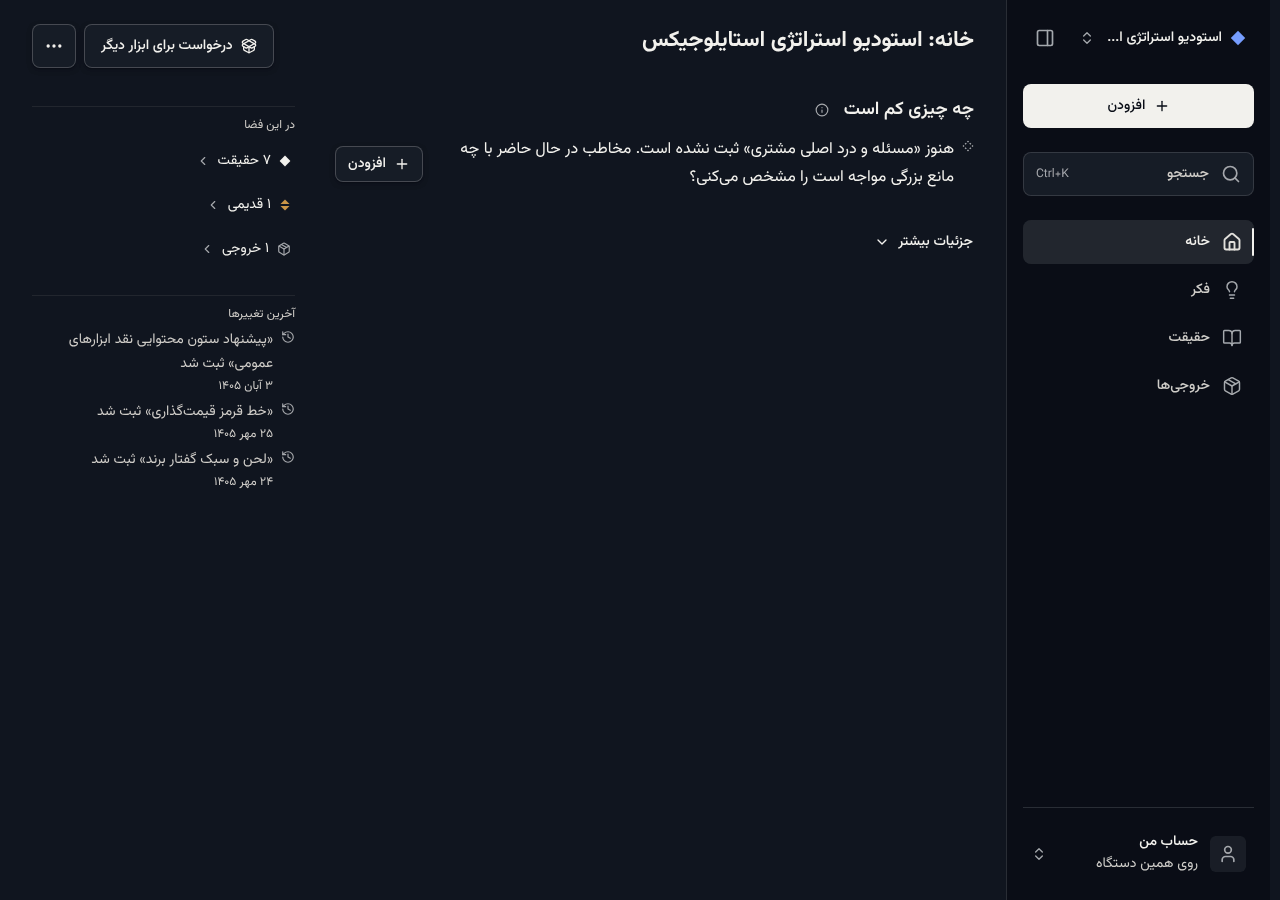 استودیو استراتژی ا...
افزودن
جستجو
Ctrl+K
خانه
فکر
حقیقت
خروجی‌ها
حساب من
روی همین دستگاه
خانه: استودیو استراتژی استایلوجیکس
چه چیزی کم است
هنوز «مسئله و درد اصلی مشتری» ثبت نشده است. مخاطب در حال حاضر با چه
مانع بزرگی مواجه است را مشخص می‌کنی؟
افزودن
جزئیات بیشتر
درخواست برای ابزار دیگر
در این فضا
۷ حقیقت
۱ قدیمی
۱ خروجی
آخرین تغییرها
«پیشنهاد ستون محتوایی نقد ابزارهای
عمومی» ثبت شد
۳ آبان ۱۴۰۵
«خط قرمز قیمت‌گذاری» ثبت شد
۲۵ مهر ۱۴۰۵
«لحن و سبک گفتار برند» ثبت شد
۲۴ مهر ۱۴۰۵